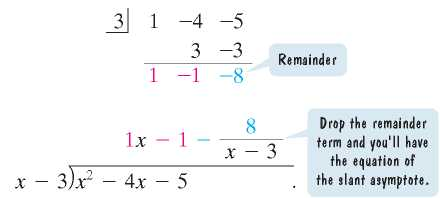 3 1 −4 −5
3 −3
Remainder
1 −1 −8
1x − 1 − 8
x − 3
x − 3)x² − 4x − 5 .
Drop the remainder
term and you'll have
the equation of
the slant asymptote.